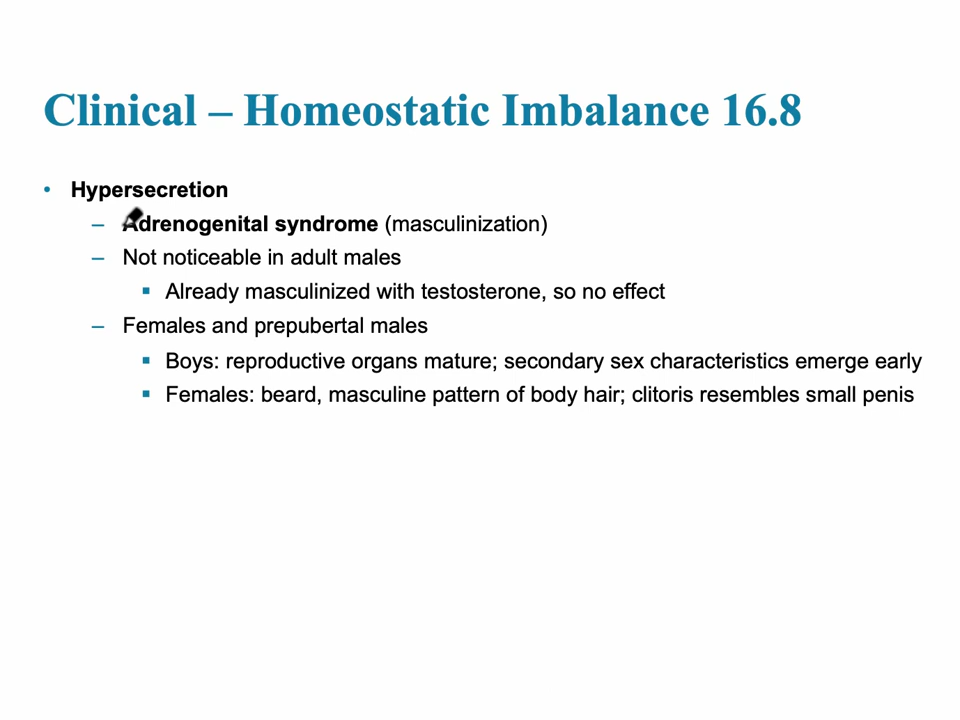 Clinical – Homeostatic Imbalance 16.8
• Hypersecretion
– Adrenogenital syndrome (masculinization)
– Not noticeable in adult males
▪ Already masculinized with testosterone, so no effect
– Females and prepubertal males
▪ Boys: reproductive organs mature; secondary sex characteristics emerge early
▪ Females: beard, masculine pattern of body hair; clitoris resembles small penis